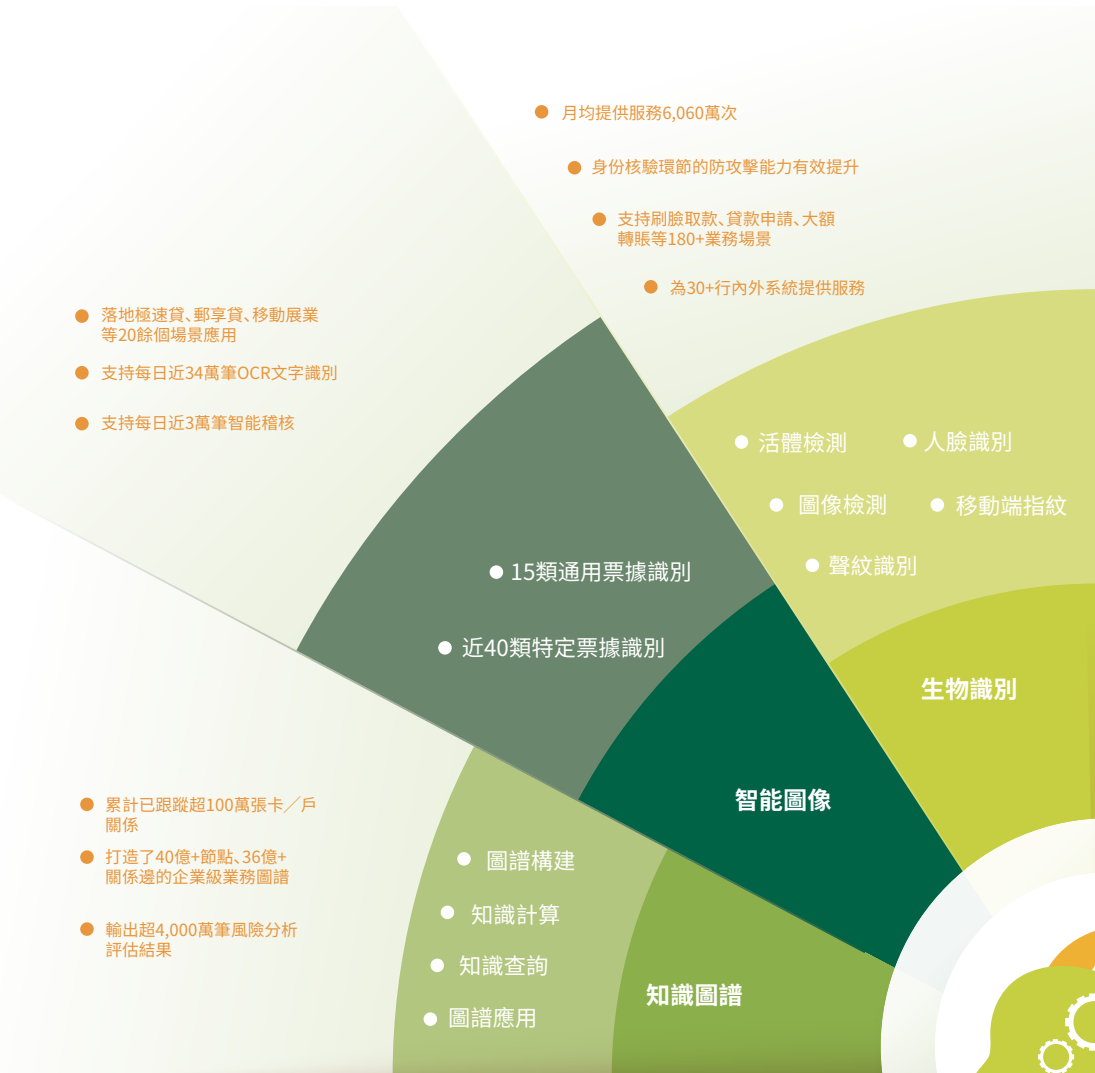 月均提供服務6,060萬次
身份核驗環節的防攻擊能力有效提升
支持刷臉取款、貸款申請、大額
轉賬等180+業務場景
為30+行內外系統提供服務
活體檢測
人臉識別
圖像檢測
移動端指紋
聲紋識別
生物識別
落地極速貸、郵享貸、移動展業
等20餘個場景應用
支持每日近34萬筆OCR文字識別
支持每日近3萬筆智能稽核
15類通用票據識別
近40類特定票據識別
智能圖像
累計已跟蹤超100萬張卡／戶
關係
打造了40億+節點、36億+
關係邊的企業級業務圖譜
輸出超4,000萬筆風險分析
評估結果
圖譜構建
知識計算
知識查詢
圖譜應用
知識圖譜